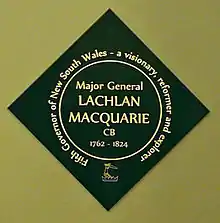 Fifth Governor of New South Wales - a visionary, reformer and explorer
Major General
LACHLAN
MACQUARIE
CB
1762 - 1824